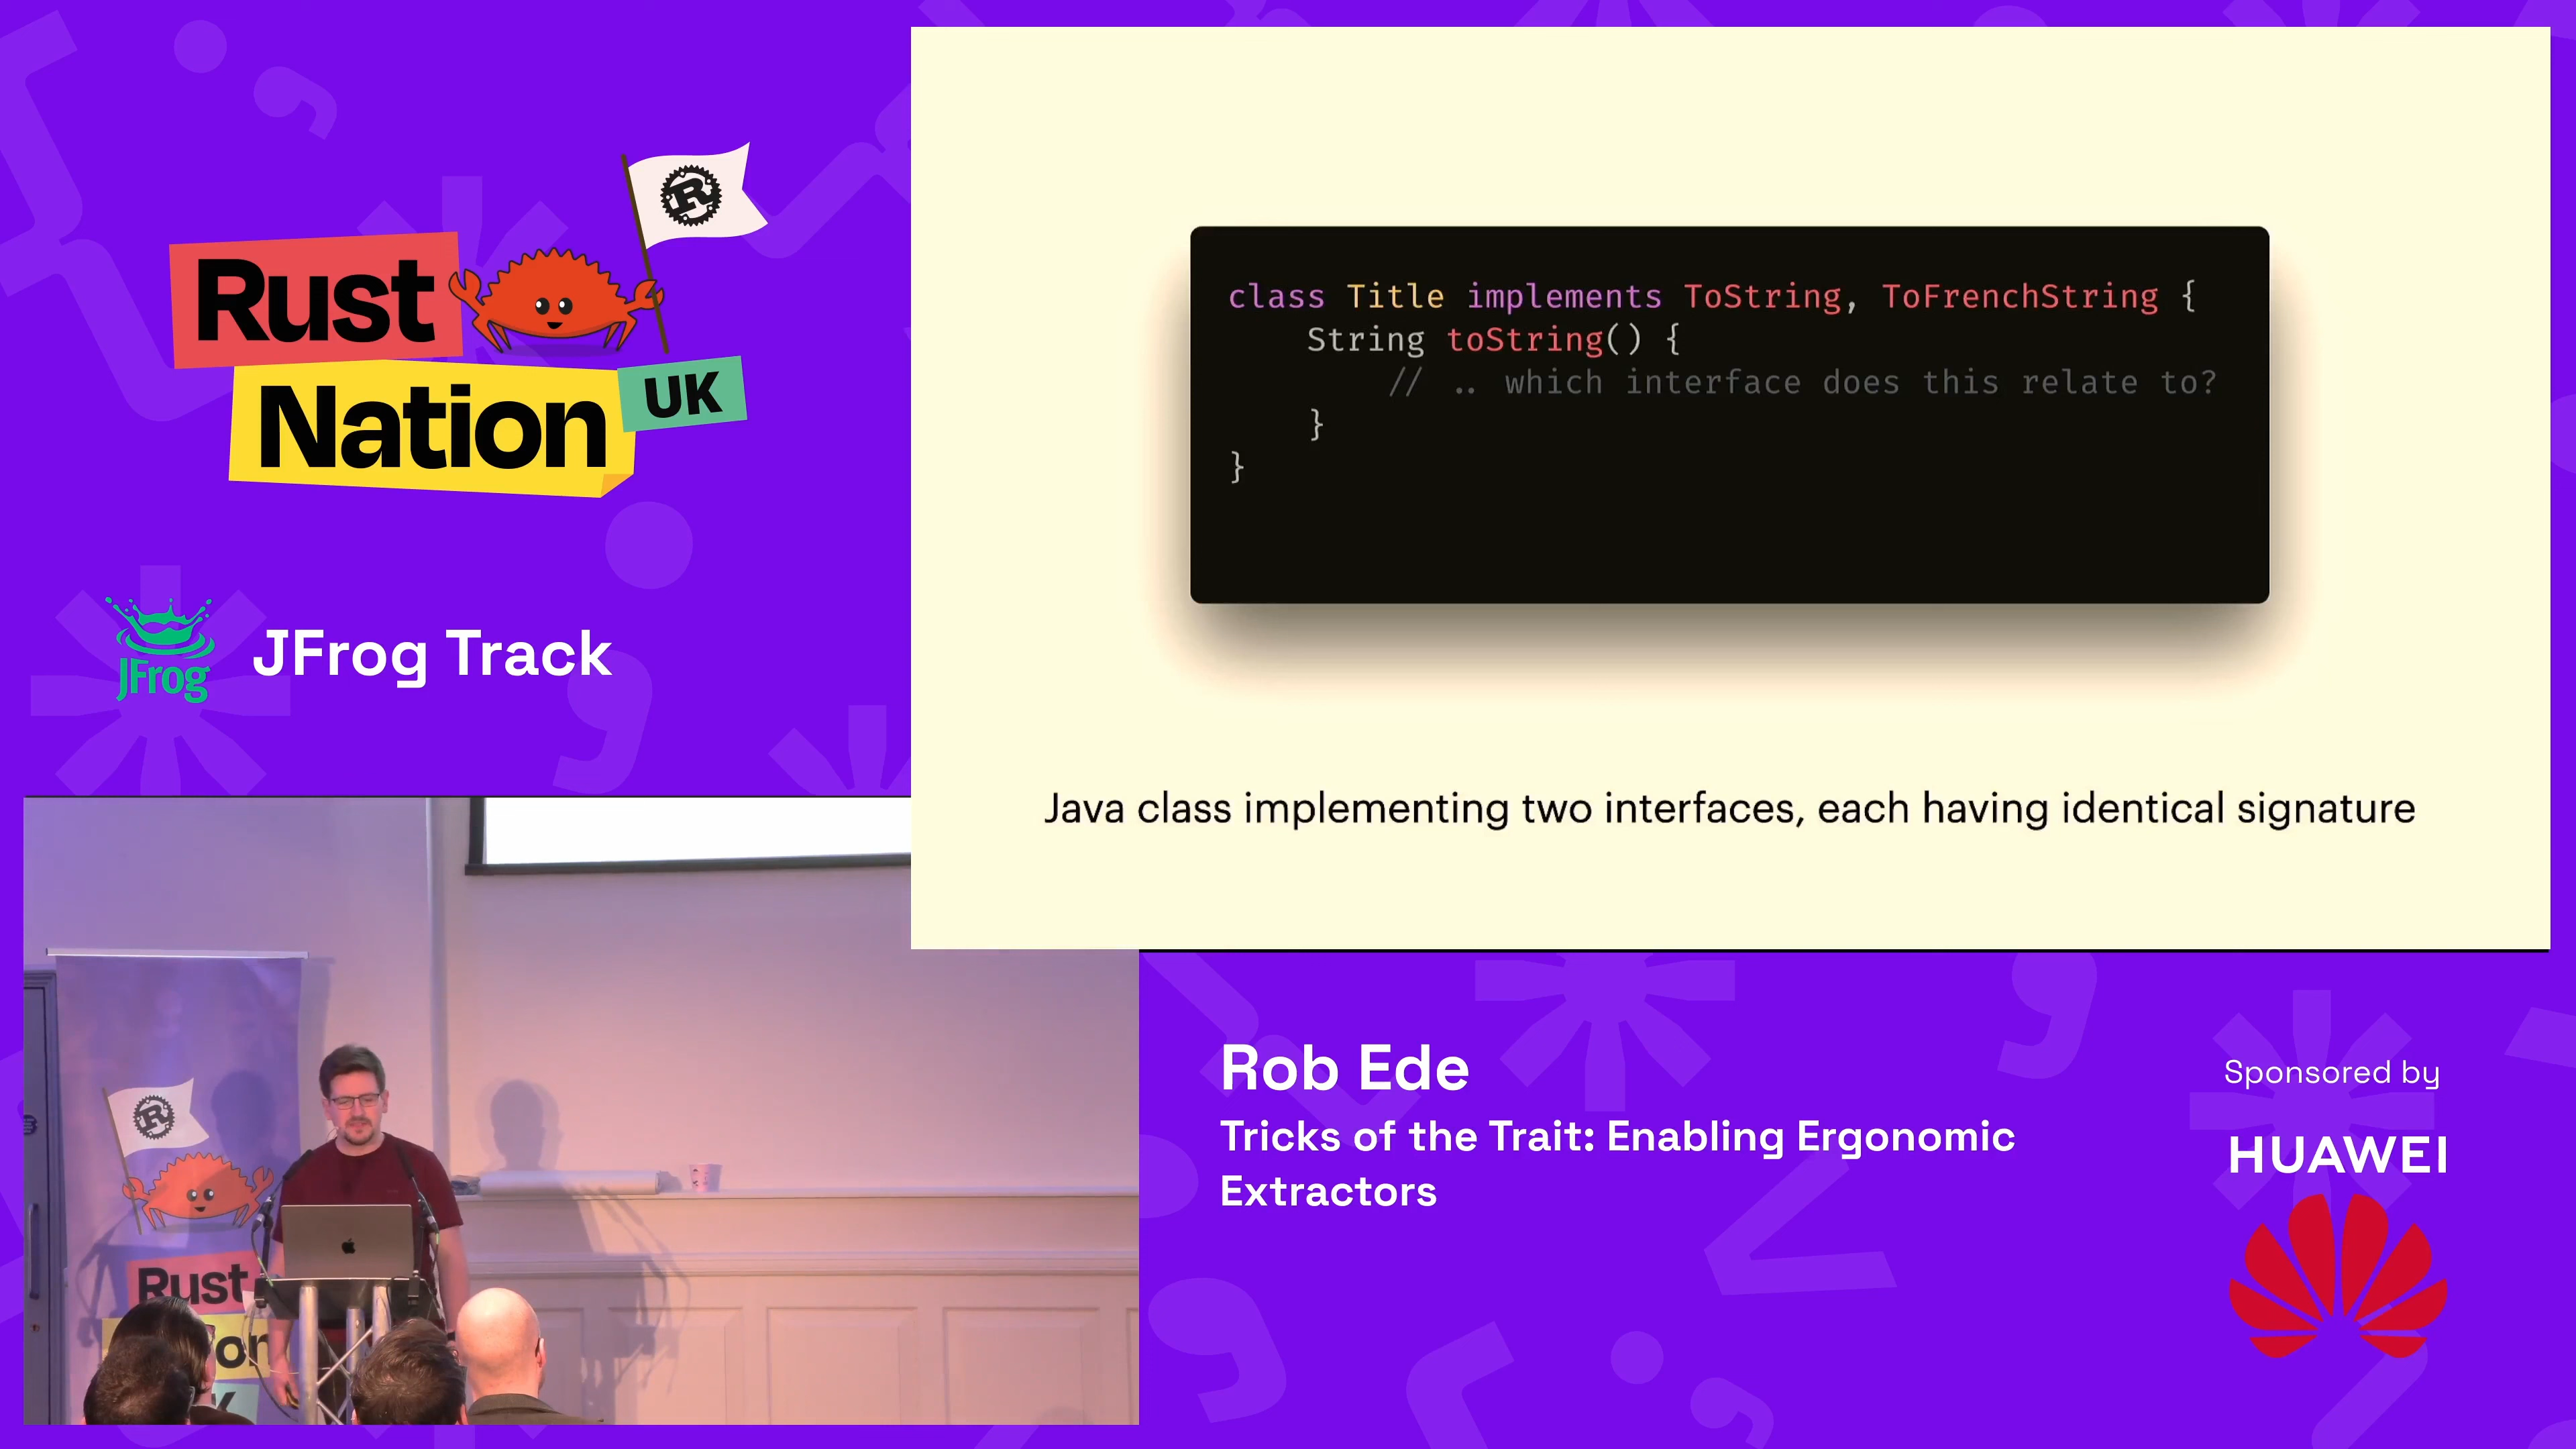 Rust
Nation
UK
R
JFrog
JFrog Track
class Title implements ToString, ToFrenchString {
String toString() {
// .. which interface does this relate to?
}
}
Java class implementing two interfaces, each having identical signature
R
Rust
on
Rob Ede
Tricks of the Trait: Enabling Ergonomic
Extractors
Sponsored by
HUAWEI